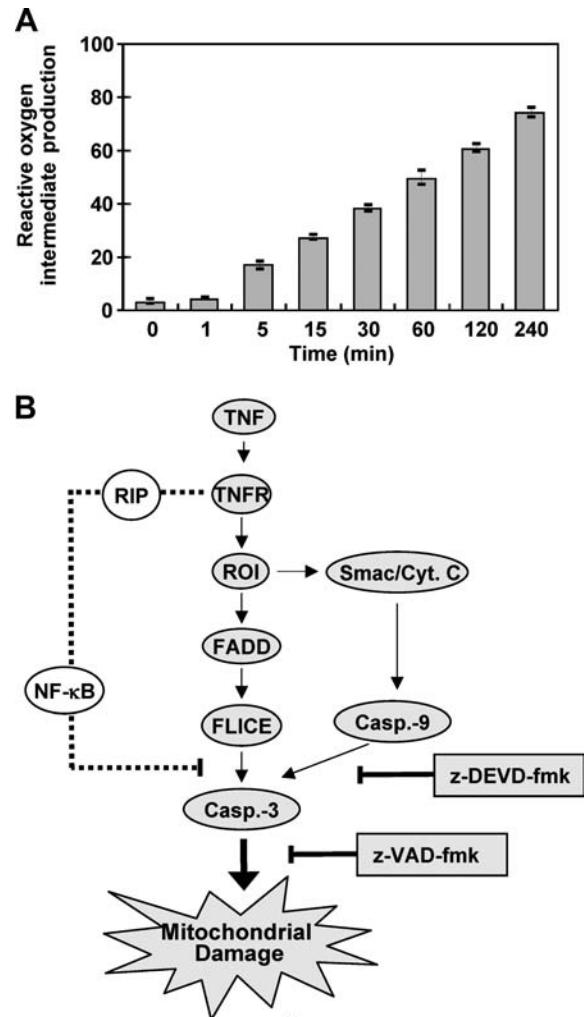 A
Reactive oxygen
intermediate production
100
80
60
40
20
0
0 1 5 15 30 60 120 240
Time (min)
B
TNF
RIP
TNFR
ROI
Smac/Cyt. C
FADD
NF-κB
FLICE
Casp.-9
z-DEVD-fmk
Casp.-3
z-VAD-fmk
Mitochondrial
Damage